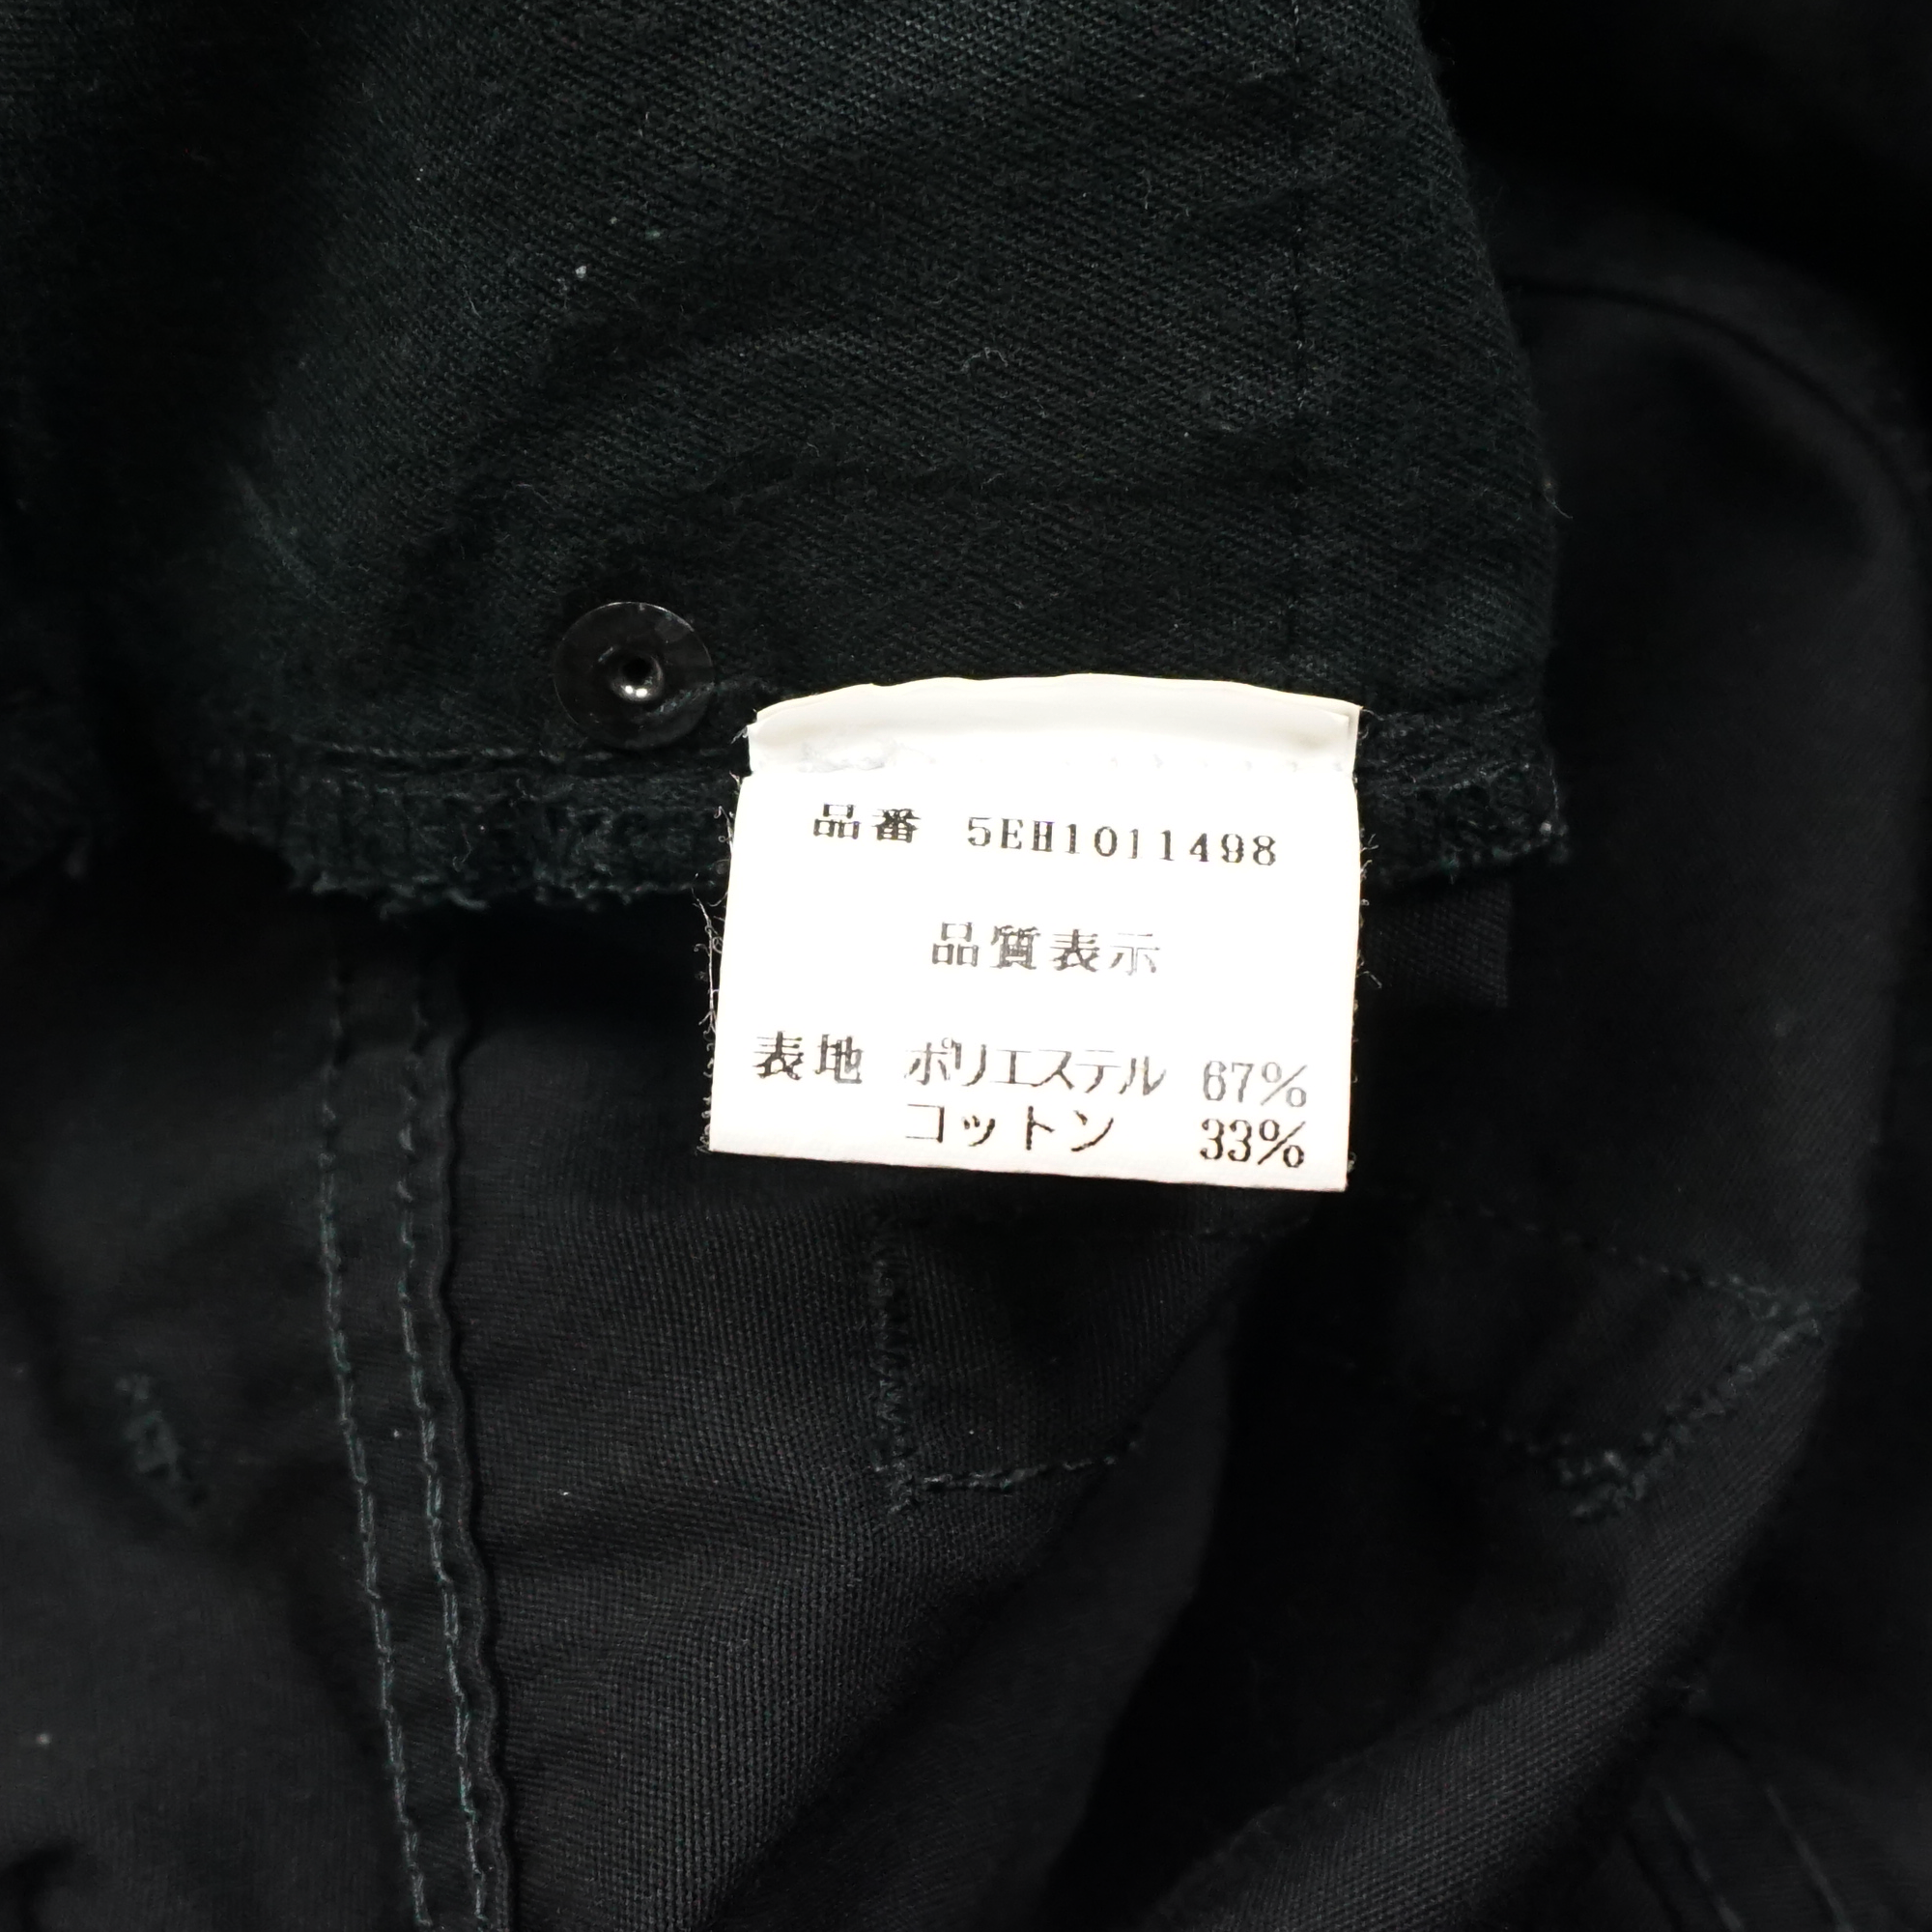 品番 5EH1011498
品質表示
表地 ポリエステル 67%
コットン 33%